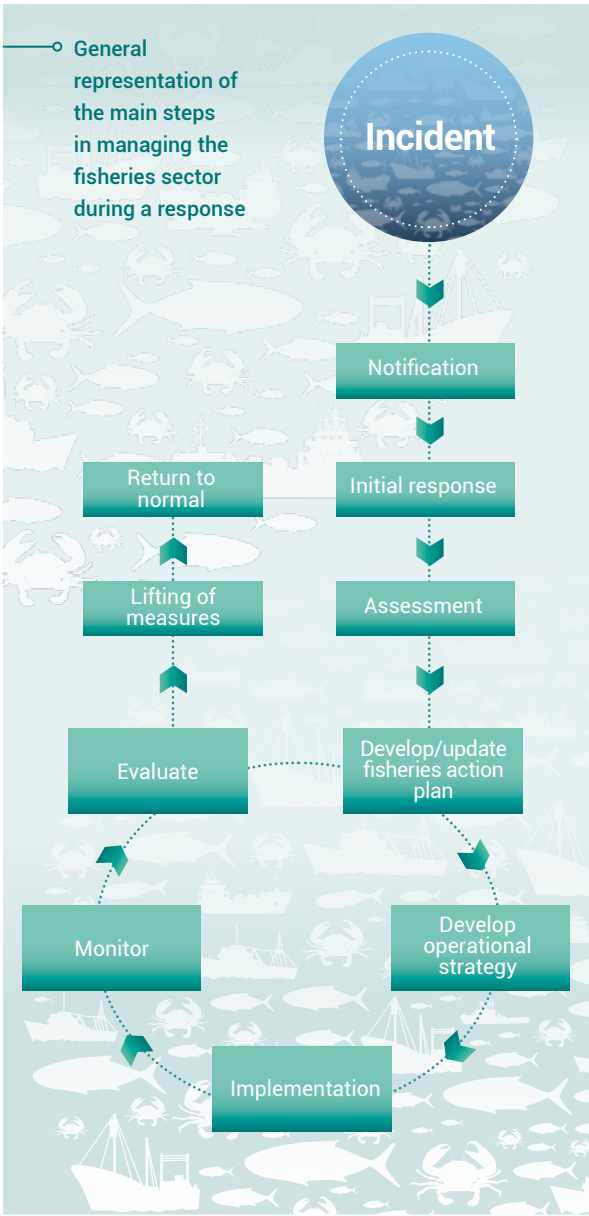 General
representation of
the main steps
in managing the
fisheries sector
during a response
Incident
Notification
Initial response
Assessment
Develop/update
fisheries action
plan
Develop
operational
strategy
Implementation
Monitor
Evaluate
Lifting of
measures
Return to
normal